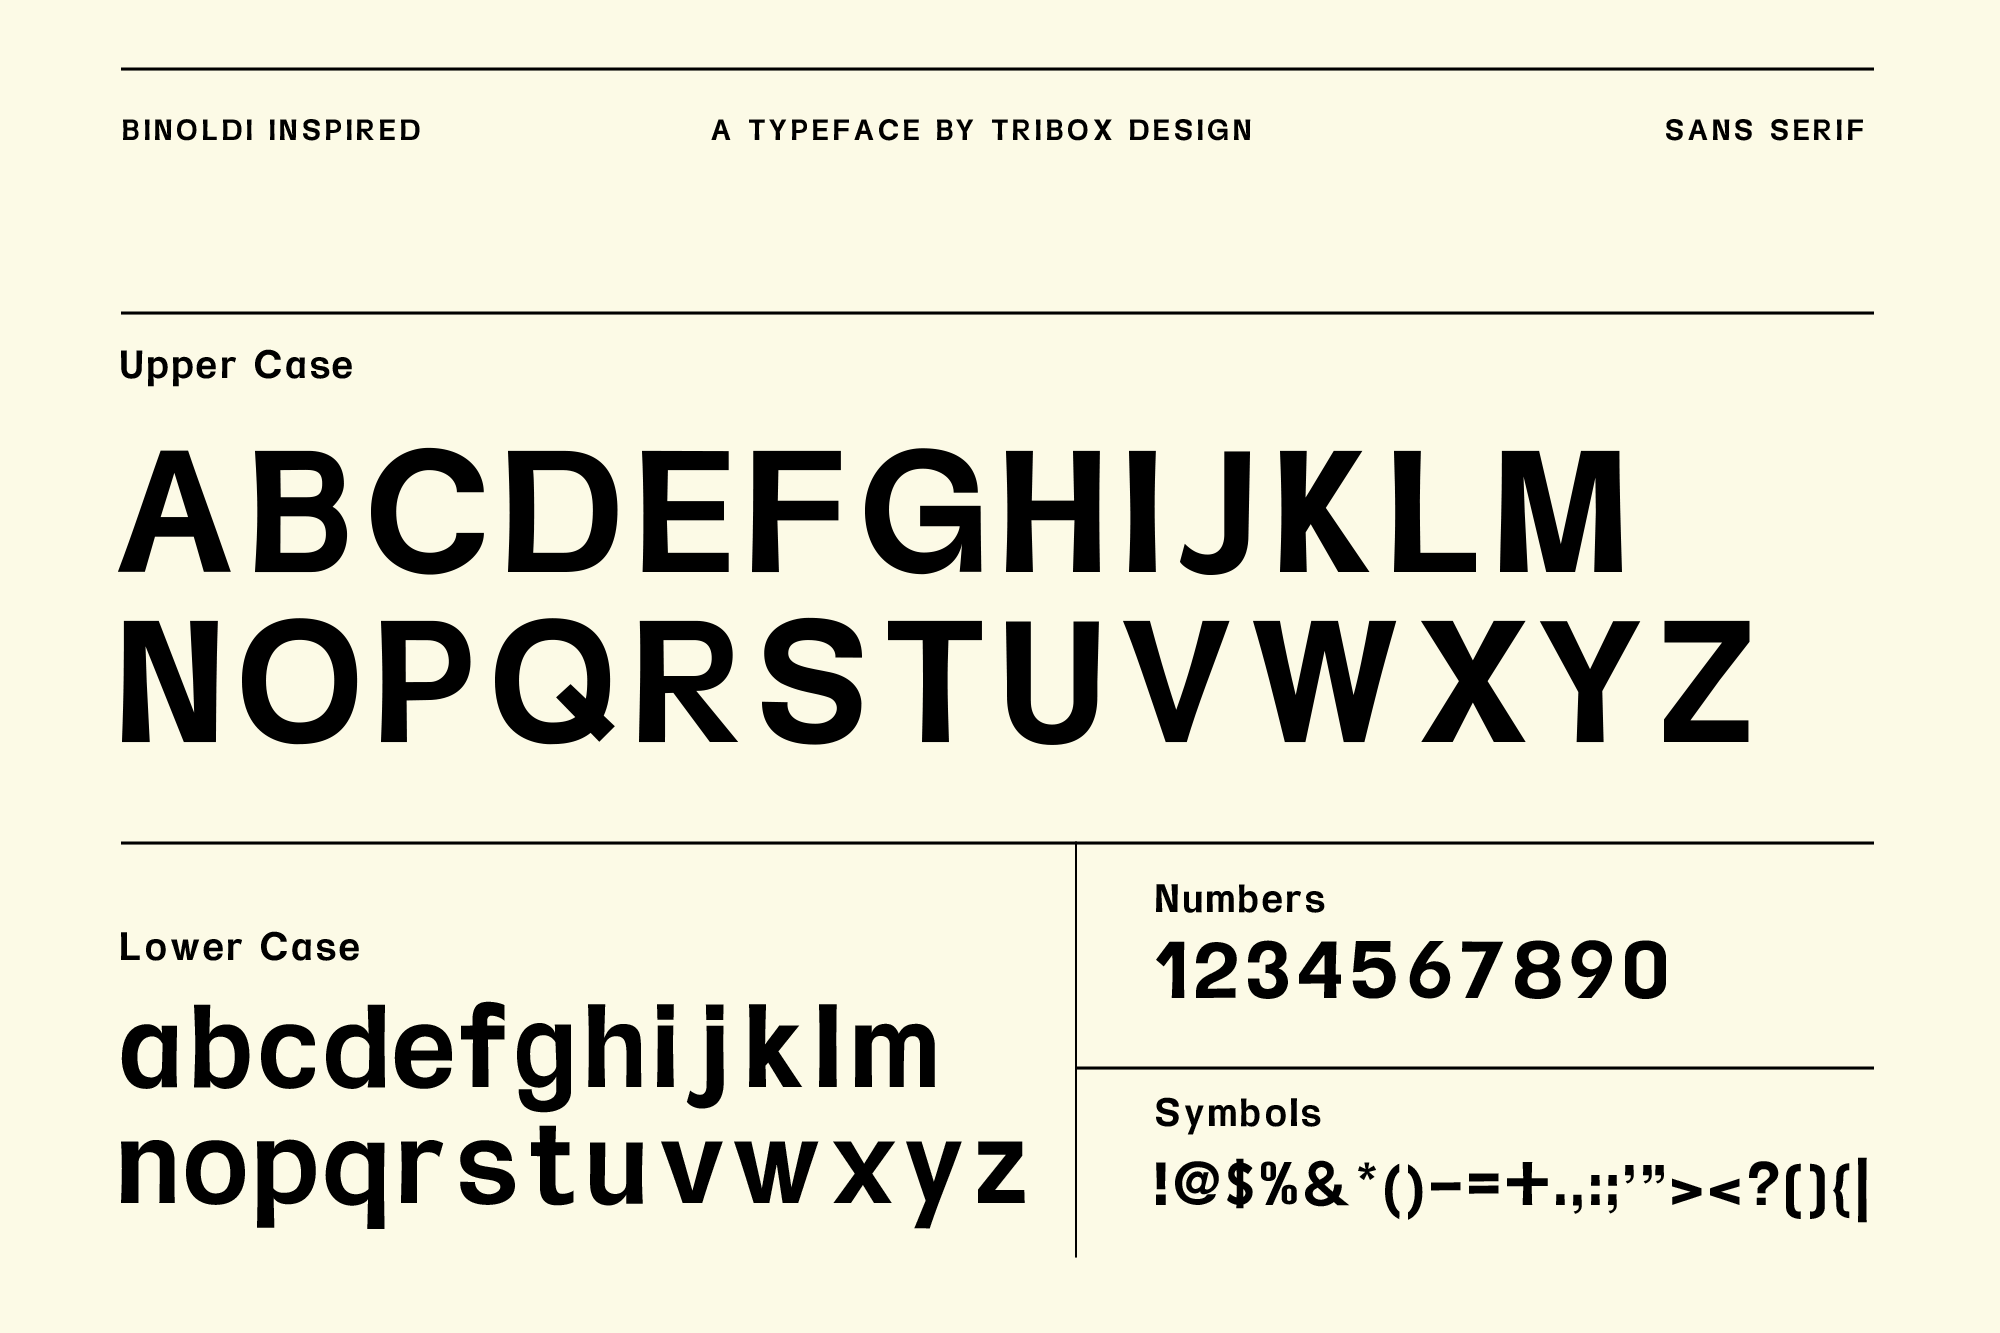 BINOLDI INSPIRED
A TYPEFACE BY TRIBOX DESIGN
SANS SERIF
Upper Case
ABCDEFGHIJKLM
NOPQRSTUVWXYZ
Lower Case
abcdefghijklm
nopqrstuvwxyz
Numbers
1234567890
Symbols
!@$%&*()-=+.,:;’”><?[]{|